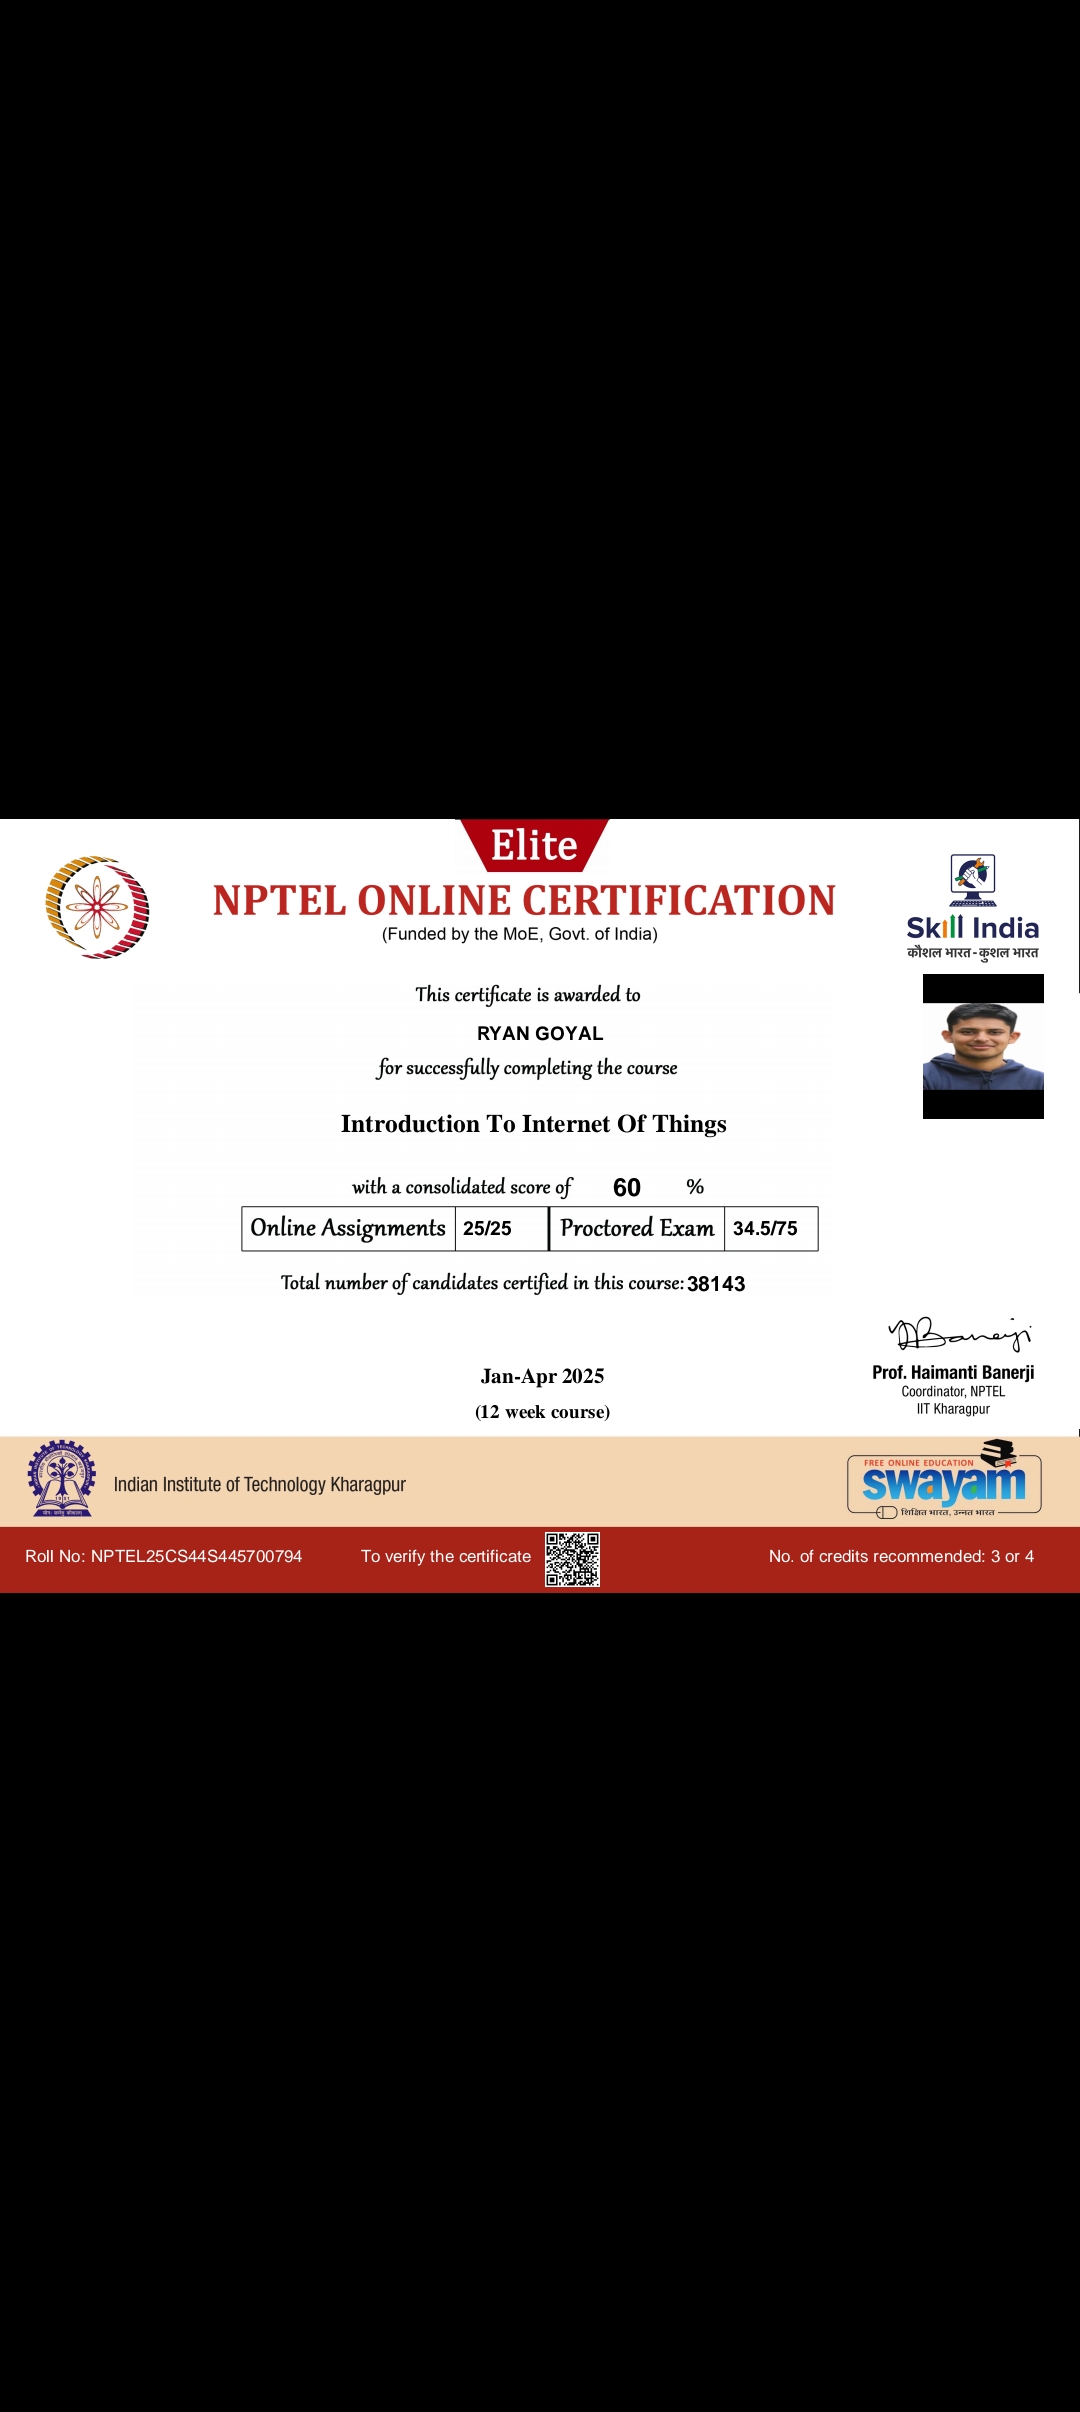 Elite
NPTEL ONLINE CERTIFICATION
(Funded by the MoE, Govt. of India)
Skill India
कौशल भारत - कुशल भारत
This certificate is awarded to
RYAN GOYAL
for successfully completing the course
Introduction To Internet Of Things
with a consolidated score of 60 %
Online Assignments 25/25 Proctored Exam 34.5/75
Total number of candidates certified in this course: 38143
Prof. Haimanti Banerji
Coordinator, NPTEL
IIT Kharagpur
Jan-Apr 2025
(12 week course)
Indian Institute of Technology Kharagpur
FREE ONLINE EDUCATION
swayam
शिक्षित भारत, उन्नत भारत
Roll No: NPTEL25CS44S445700794 To verify the certificate No. of credits recommended: 3 or 4